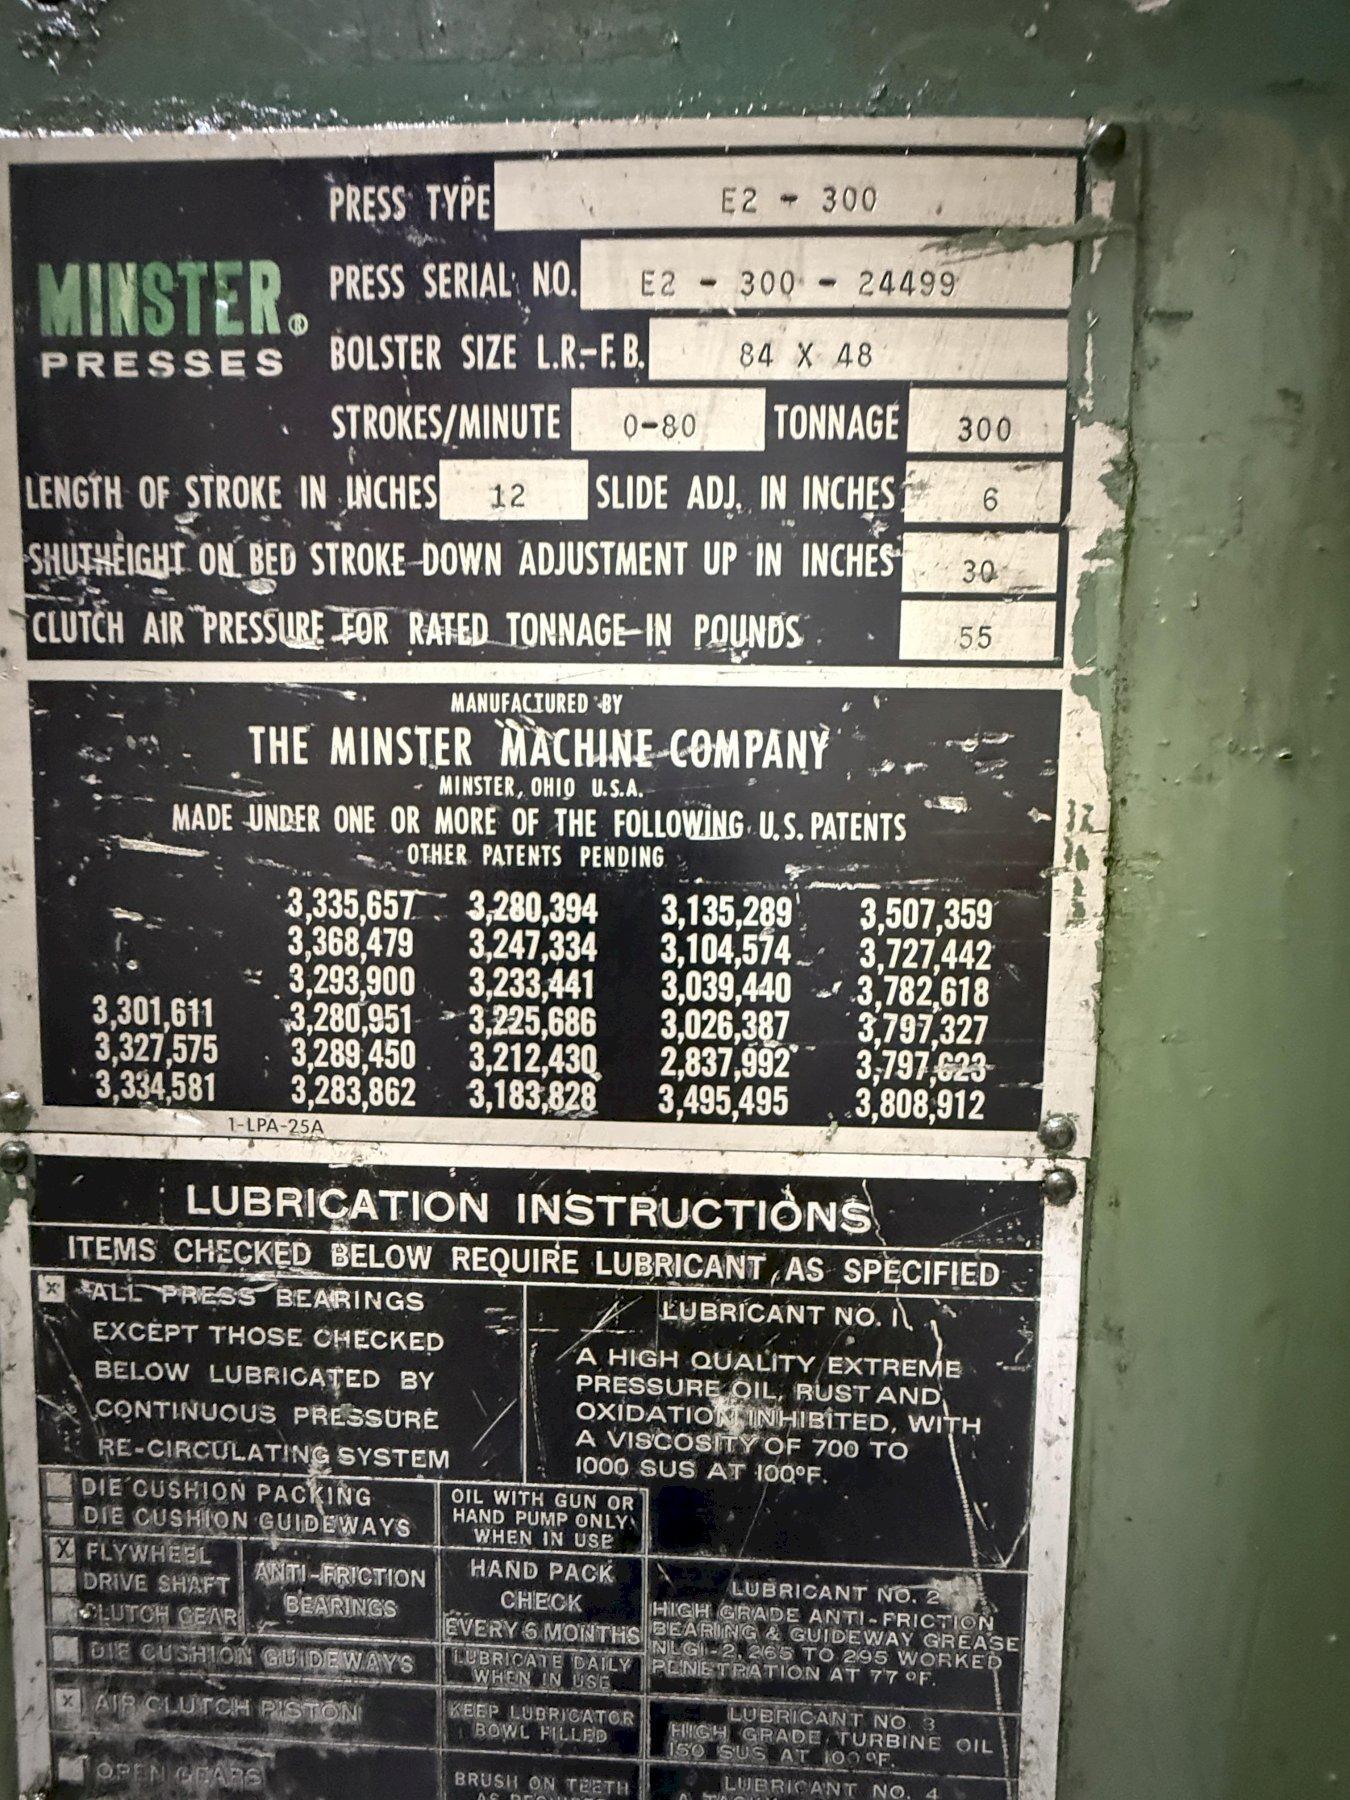 MINSTER®
PRESSES
PRESS TYPE E2 - 300
PRESS SERIAL NO. E2 - 300 - 24499
BOLSTER SIZE L.R.-F.B. 84 X 48
STROKES/MINUTE 0-80 TONNAGE 300
LENGTH OF STROKE IN INCHES 12 SLIDE ADJ. IN INCHES 6
SHUTHEIGHT ON BED STROKE DOWN ADJUSTMENT UP IN INCHES 30
CLUTCH AIR PRESSURE FOR RATED TONNAGE IN POUNDS 55
MANUFACTURED BY
THE MINSTER MACHINE COMPANY
MINSTER, OHIO U.S.A.
MADE UNDER ONE OR MORE OF THE FOLLOWING U.S. PATENTS
OTHER PATENTS PENDING
3,335,657 3,280,394 3,135,289 3,507,359
3,368,479 3,247,334 3,104,574 3,727,442
3,293,900 3,233,441 3,039,440 3,782,618
3,301,611 3,280,951 3,225,686 3,026,387 3,797,327
3,327,575 3,289,450 3,212,430 2,837,992 3,797,623
3,334,581 3,283,862 3,183,828 3,495,495 3,808,912
1-LPA-25A
LUBRICATION INSTRUCTIONS
ITEMS CHECKED BELOW REQUIRE LUBRICANT AS SPECIFIED
X ALL PRESS BEARINGS
EXCEPT THOSE CHECKED
BELOW LUBRICATED BY
CONTINUOUS PRESSURE
RE-CIRCULATING SYSTEM
LUBRICANT NO. 1
A HIGH QUALITY EXTREME
PRESSURE OIL, RUST AND
OXIDATION INHIBITED, WITH
A VISCOSITY OF 700 TO
1000 SUS AT 100°F.
DIE CUSHION PACKING
DIE CUSHION GUIDEWAYS
OIL WITH GUN OR
HAND PUMP ONLY
WHEN IN USE
X FLYWHEEL
DRIVE SHAFT
CLUTCH GEAR
ANTI-FRICTION
BEARINGS
HAND PACK
CHECK
EVERY 6 MONTHS
DIE CUSHION GUIDEWAYS
LUBRICATE DAILY
WHEN IN USE
LUBRICANT NO. 2
HIGH GRADE ANTI-FRICTION
BEARING & GUIDEWAY GREASE
NLGI-2, 265 TO 295 WORKED
PENETRATION AT 77°F.
X AIR CLUTCH PISTON
KEEP LUBRICATOR
BOWL FILLED
LUBRICANT NO. 3
HIGH GRADE TURBINE OIL
150 SUS AT 100°F.
OPEN GEARS
BRUSH ON TEETH
LUBRICANT NO. 4